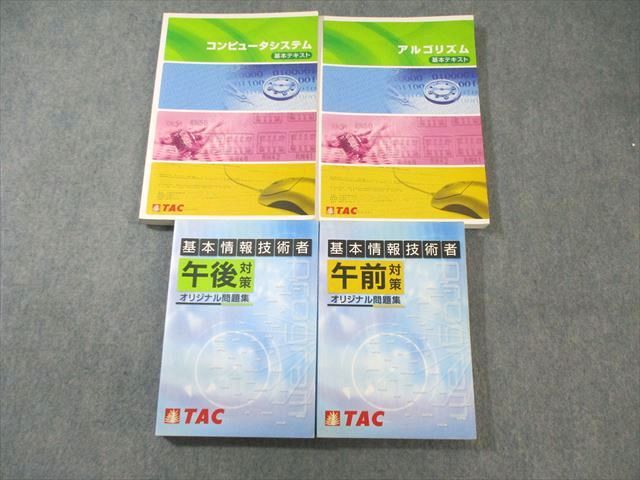 コンピュータシステム
基本テキスト
TAC
アルゴリズム
基本テキスト
TAC
基本情報技術者
午後対策
オリジナル問題集
TAC
基本情報技術者
午前対策
オリジナル問題集
TAC